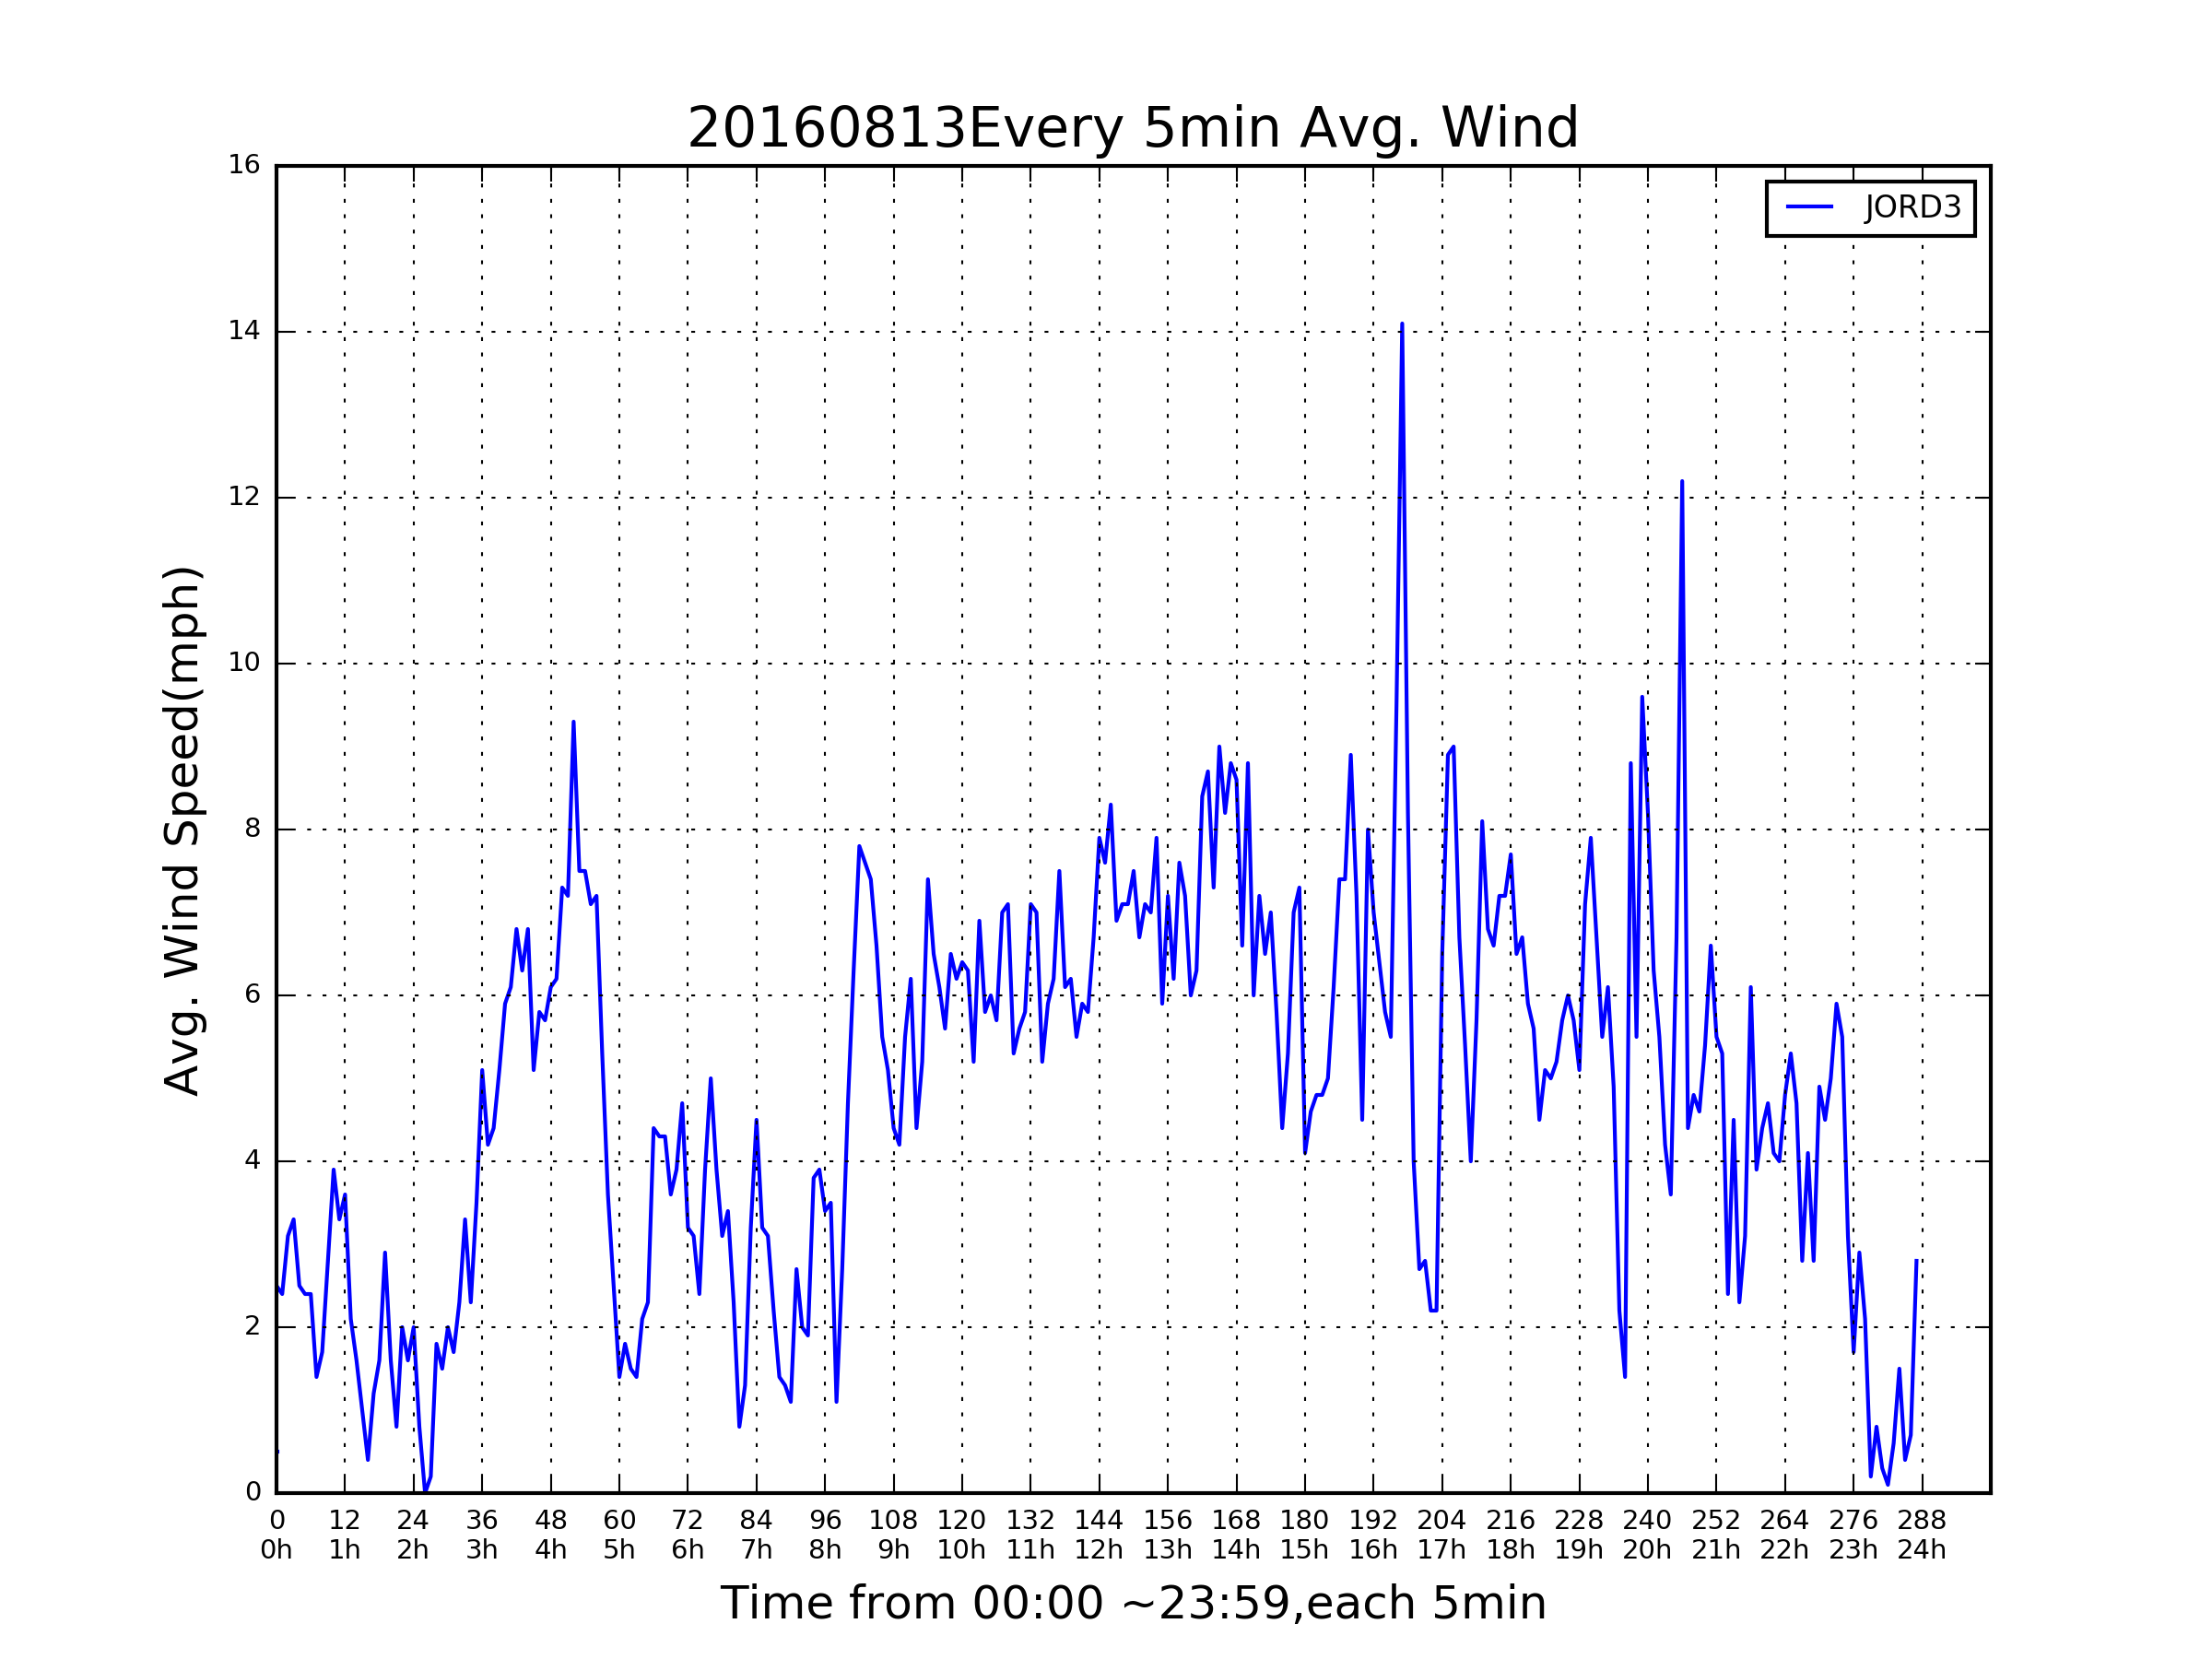 20160813Every 5min Avg. Wind
JORD3
Avg. Wind Speed(mph)
16
14
12
10
8
6
4
2
0
0 12 24 36 48 60 72 84 96 108 120 132 144 156 168 180 192 204 216 228 240 252 264 276 288
0h 1h 2h 3h 4h 5h 6h 7h 8h 9h 10h 11h 12h 13h 14h 15h 16h 17h 18h 19h 20h 21h 22h 23h 24h
Time from 00:00 ~23:59,each 5min